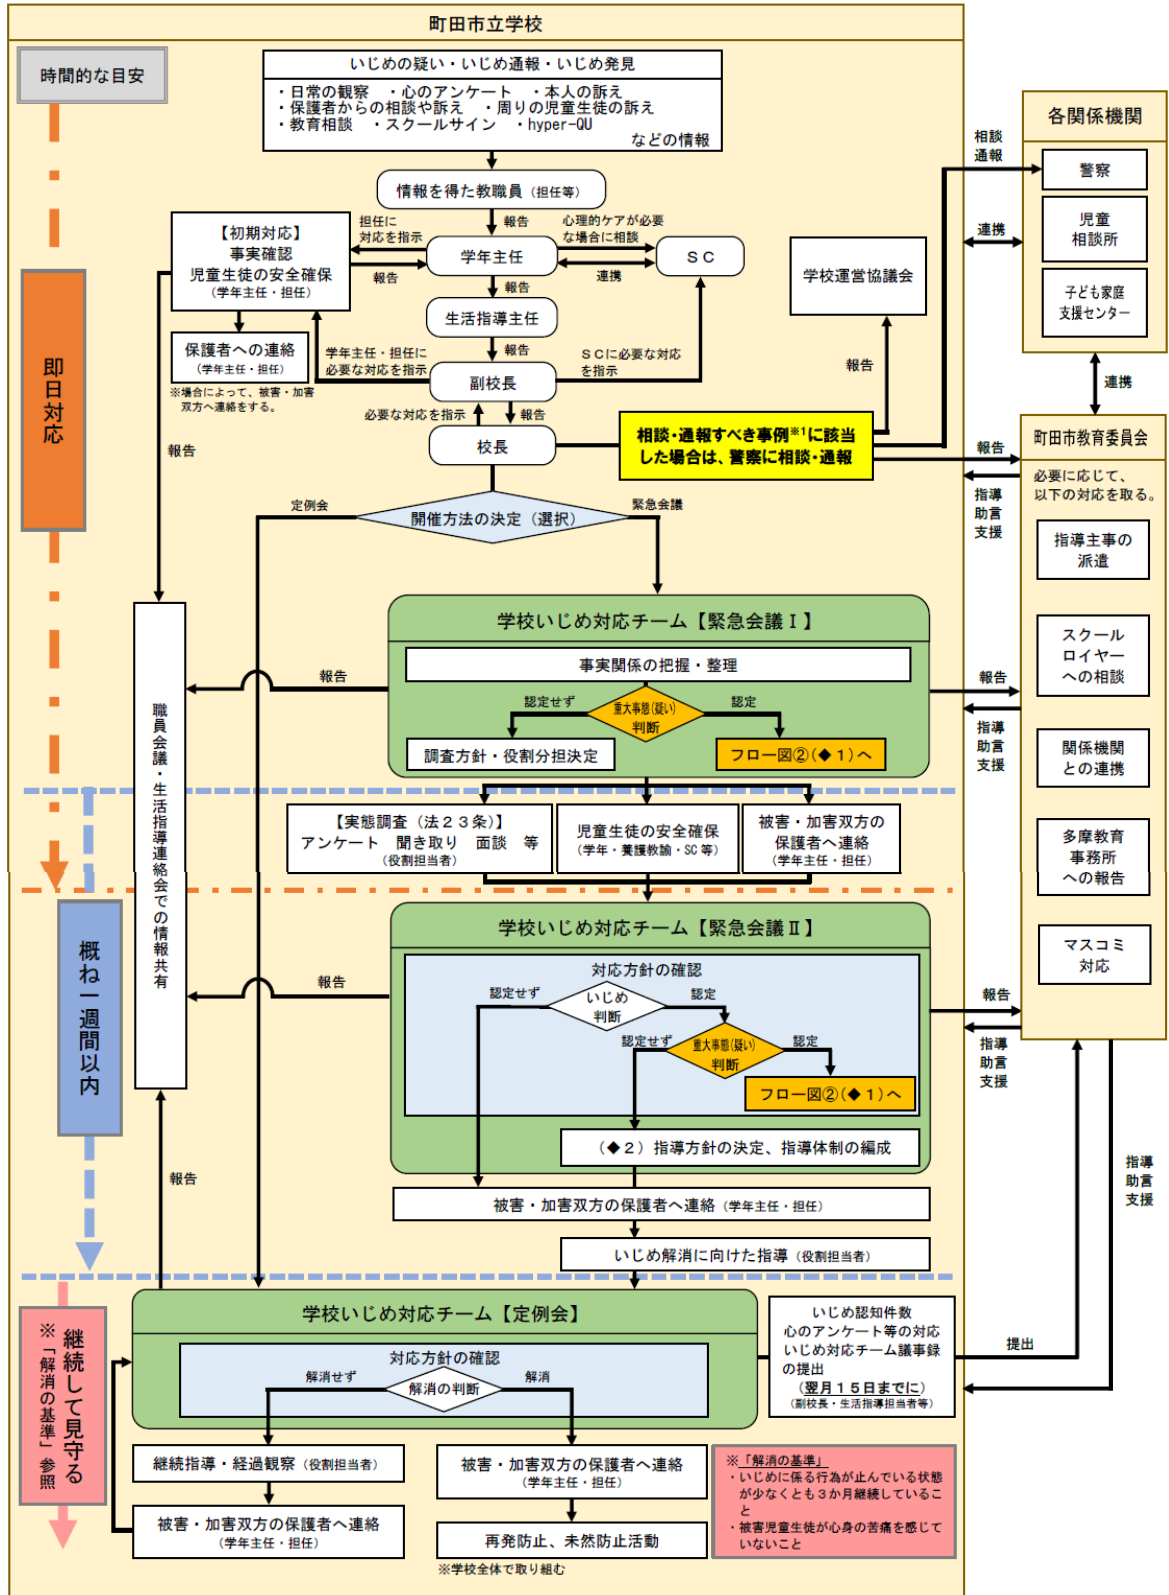 町田市立学校
時間的な目安
いじめの疑い・いじめ通報・いじめ発見
・日常の観察　・心のアンケート　・本人の訴え
・保護者からの相談や訴え　・周りの児童生徒の訴え
・教育相談　・スクールサイン　・hyper-QU
などの情報
情報を得た教職員（担任等）
報告
担任に
対応を指示
心理的ケアが必要
な場合に相談
【初期対応】
事実確認
児童生徒の安全確保
（学年主任・担任）
報告
学年主任
連携
ＳＣ
報告
生活指導主任
報告
保護者への連絡
（学年主任・担任）
※場合によって、被害・加害
双方へ連絡をする。
学年主任・担任に
必要な対応を指示
副校長
ＳＣに必要な対応
を指示
必要な対応を指示
報告
校長
報告
学校運営協議会
報告
相談・通報すべき事例※1に該当
した場合は、警察に相談・通報
相談
通報
連携
各関係機関
警察
児童
相談所
子ども家庭
支援センター
連携
報告
指導
助言
支援
町田市教育委員会
必要に応じて、
以下の対応を取る。
指導主事の
派遣
スクール
ロイヤー
への相談
関係機関
との連携
多摩教育
事務所
への報告
マスコミ
対応
即日対応
定例会
開催方法の決定（選択）
緊急会議
学校いじめ対応チーム【緊急会議Ⅰ】
事実関係の把握・整理
認定せず
重大事態(疑い)
判断
認定
調査方針・役割分担決定
フロー図②(◆１)へ
報告
報告
指導
助言
支援
職員会議・生活指導連絡会での情報共有
【実態調査（法２３条）】
アンケート　聞き取り　面談　等
（役割担当者）
児童生徒の安全確保
（学年・養護教諭・SC 等）
被害・加害双方の
保護者へ連絡
（学年主任・担任）
概ね一週間以内
学校いじめ対応チーム【緊急会議Ⅱ】
対応方針の確認
認定せず
いじめ
判断
認定
認定せず
重大事態(疑い)
判断
認定
フロー図②(◆１)へ
（◆２）指導方針の決定、指導体制の編成
報告
報告
指導
助言
支援
被害・加害双方の保護者へ連絡（学年主任・担任）
いじめ解消に向けた指導（役割担当者）
報告
指導
助言
支援
継続して見守る
※「解消の基準」参照
学校いじめ対応チーム【定例会】
対応方針の確認
解消せず
解消の判断
解消
いじめ認知件数
心のアンケート等の対応
いじめ対応チーム議事録
の提出
（翌月１５日までに）
（副校長・生活指導担当者等）
提出
継続指導・経過観察（役割担当者）
被害・加害双方の保護者へ連絡
（学年主任・担任）
被害・加害双方の保護者へ連絡
（学年主任・担任）
再発防止、未然防止活動
※学校全体で取り組む
※「解消の基準」
・いじめに係る行為が止んでいる状態
が少なくとも３か月継続しているこ
と
・被害児童生徒が心身の苦痛を感じて
いないこと